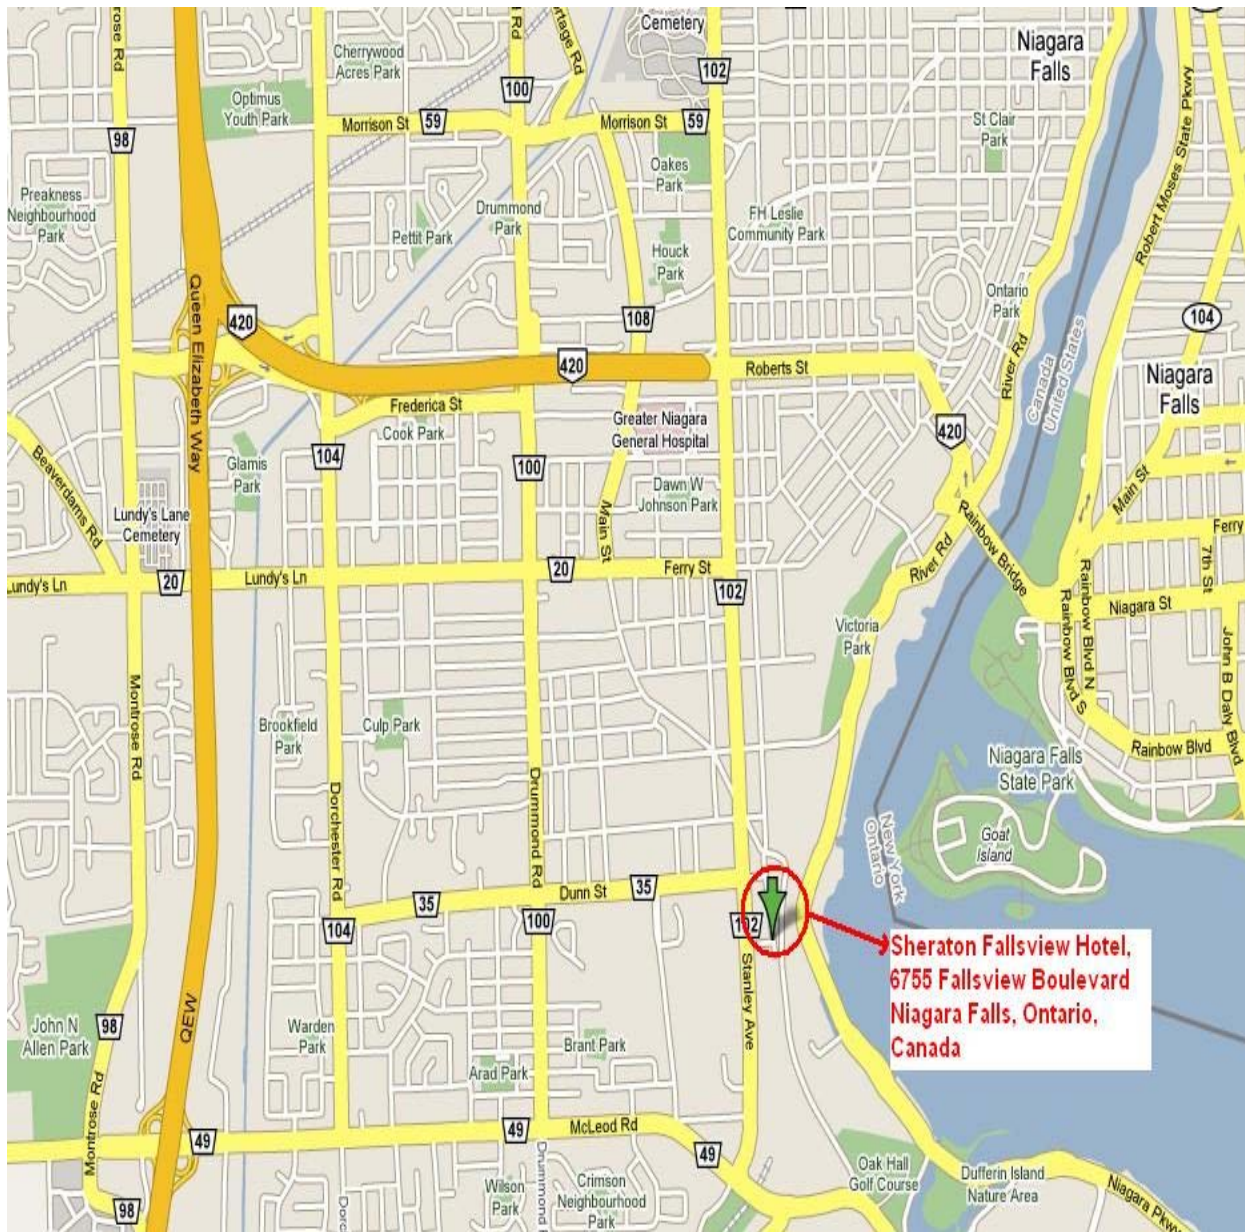 Cemetery
Niagara
Falls
Cherrywood
Acres Park
102
100
Optimus
Youth Park
Morrison St
59
Morrison St
59
St Clair
Park
98
Robert Moses State Pkwy
Oakes
Park
Preakness
Neighbourhood
Park
Drummond
Park
Pettit Park
FH Leslie
Community Park
Houck
Park
Queen Elizabeth Way
420
108
Ontario
Park
River Rd
Canada
United States
104
420
Roberts St
Niagara
Falls
Frederica St
Cook Park
Greater Niagara
General Hospital
420
Beaverdams Rd
Glamis
Park
104
100
Main St
Lundy's Lane
Cemetery
Dawn W
Johnson Park
Main St
Rainbow Bridge
Ferry
7th St
River Rd
Lundy's Ln
20
Lundy's Ln
20
Ferry St
102
Rainbow Blvd N
Rainbow Blvd S
Niagara St
Victoria
Park
John B Daly Blvd
Montrose Rd
Brookfield
Park
Culp Park
Rainbow Blvd
Niagara Falls
State Park
Dorchester Rd
Drummond Rd
New York
Ontario
Goat
Island
Dunn St
35
35
104
100
102
Sheraton Fallsview Hotel,
6755 Fallsview Boulevard
Niagara Falls, Ontario,
Canada
Stanley Ave
QEW
John N
Allen Park
98
Warden
Park
Brant Park
Arad Park
Montrose Rd
49
49
McLeod Rd
49
Oak Hall
Golf Course
Dufferin Island
Nature Area
Wilson
Park
Crimson
Neighbourhood
Park
98
Niagara Pkwy